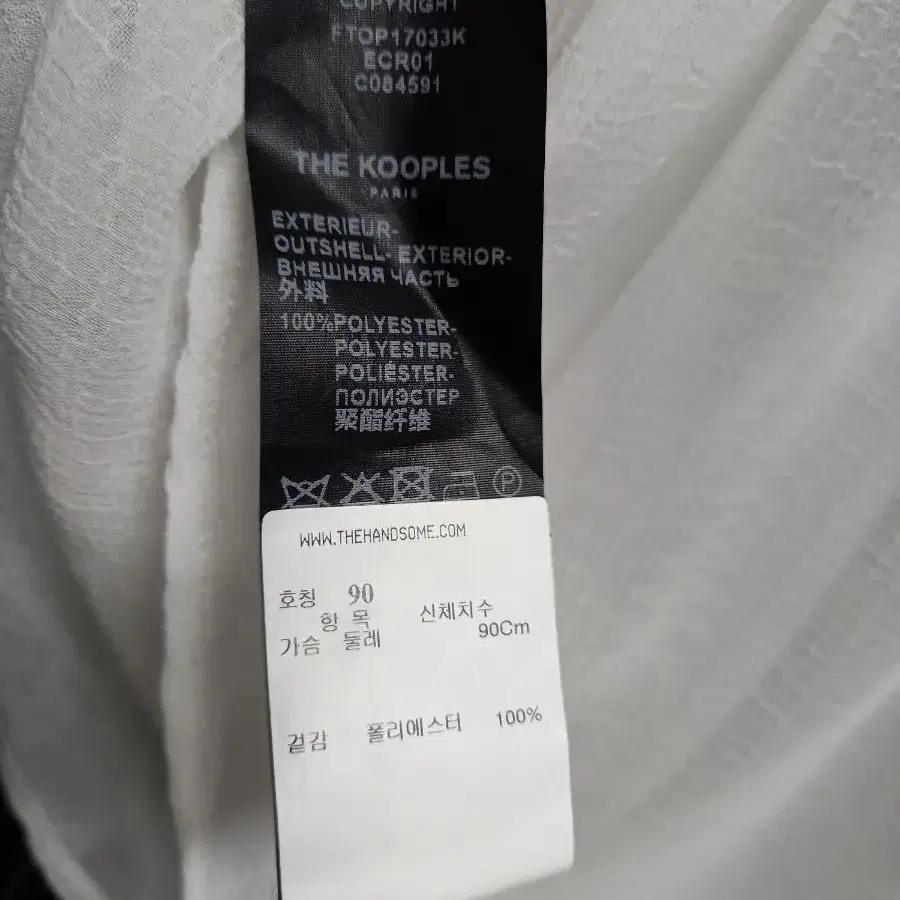 COPYRIGHT
FTOP17033K
ECR01
C084591
THE KOOPLES
PARIS
EXTERIEUR-
OUTSHELL- EXTERIOR-
ВНЕШНЯЯ ЧАСТЬ
外料
100%POLYESTER-
POLYESTER-
POLIÉSTER-
ПОЛИЭСТЕР
聚酯纤维
P
WWW.THEHANDSOME.COM
호칭 90
항 목 신체치수
가슴 둘레 90Cm
겉감 폴리에스터 100%